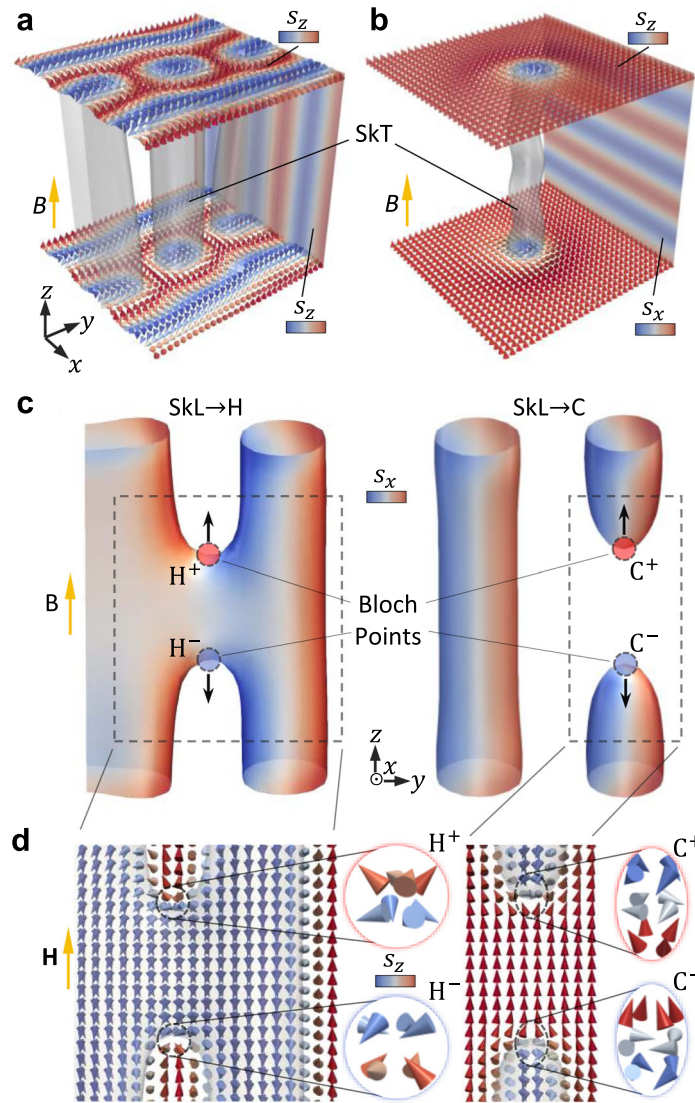 a
b
s_z
s_z
SkT
B
B
s_z
s_x
z
y
x
c
SkL→H
SkL→C
s_x
H⁺
C⁺
B
Bloch
Points
H⁻
C⁻
z
x
y
d
H⁺
C⁺
H
s_z
H⁻
C⁻